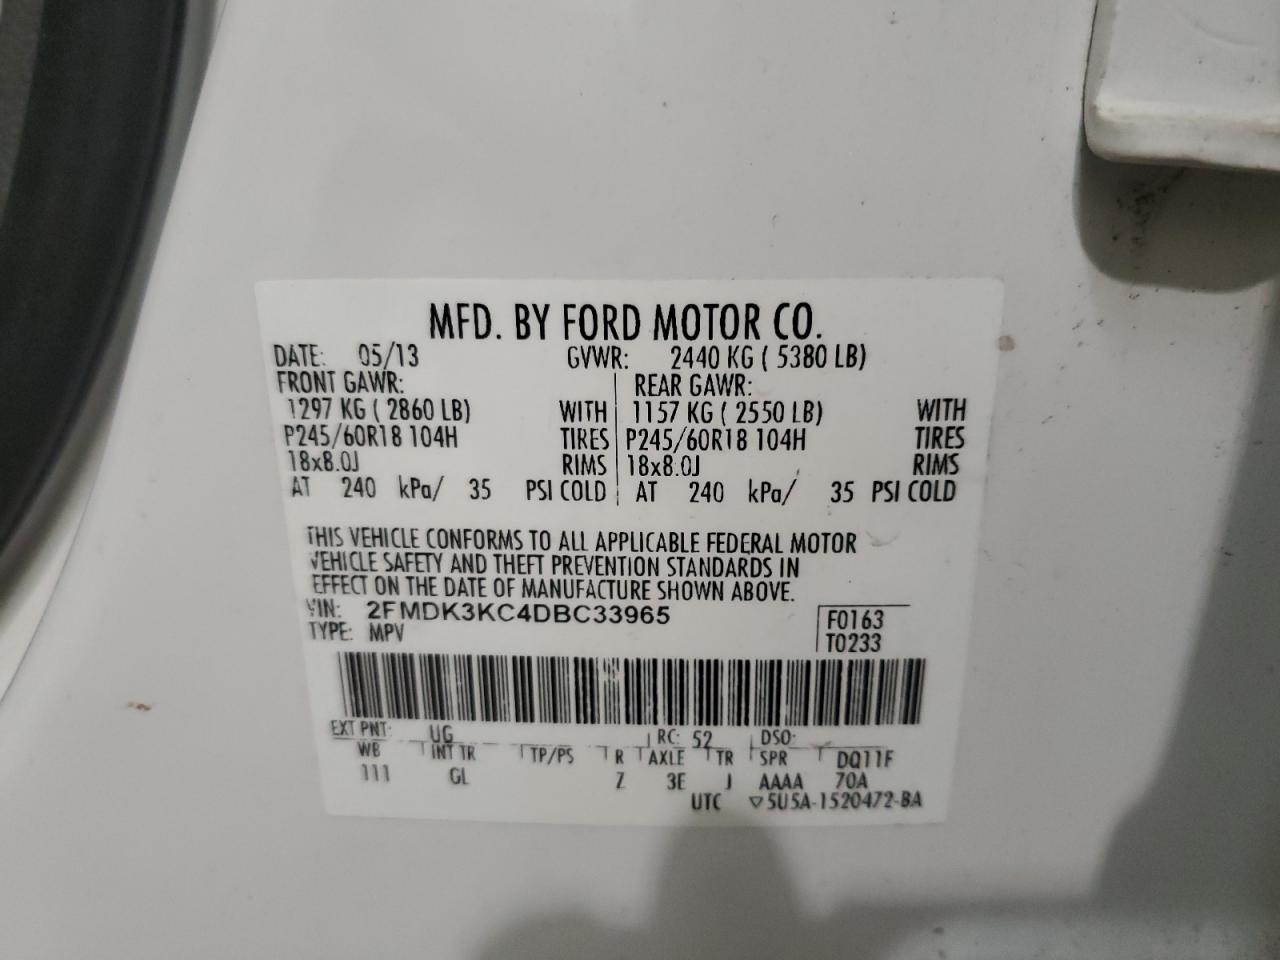 MFD. BY FORD MOTOR CO.
DATE: 05/13 GVWR: 2440 KG ( 5380 LB)
FRONT GAWR: REAR GAWR:
1297 KG ( 2860 LB) WITH 1157 KG ( 2550 LB) WITH
P245/60R18 104H TIRES P245/60R18 104H TIRES
18x8.0J RIMS 18x8.0J RIMS
AT 240 kPa/ 35 PSI COLD AT 240 kPa/ 35 PSI COLD
THIS VEHICLE CONFORMS TO ALL APPLICABLE FEDERAL MOTOR
VEHICLE SAFETY AND THEFT PREVENTION STANDARDS IN
EFFECT ON THE DATE OF MANUFACTURE SHOWN ABOVE.
VIN: 2FMDK3KC4DBC33965 F0163
TYPE: MPV T0233
EXT PNT: UG RC: 52 DSO:
WB INT TR TP/PS R AXLE TR SPR DQ11F
111 GL Z 3E J AAAA 70A
UTC ▽5U5A-1520472-BA